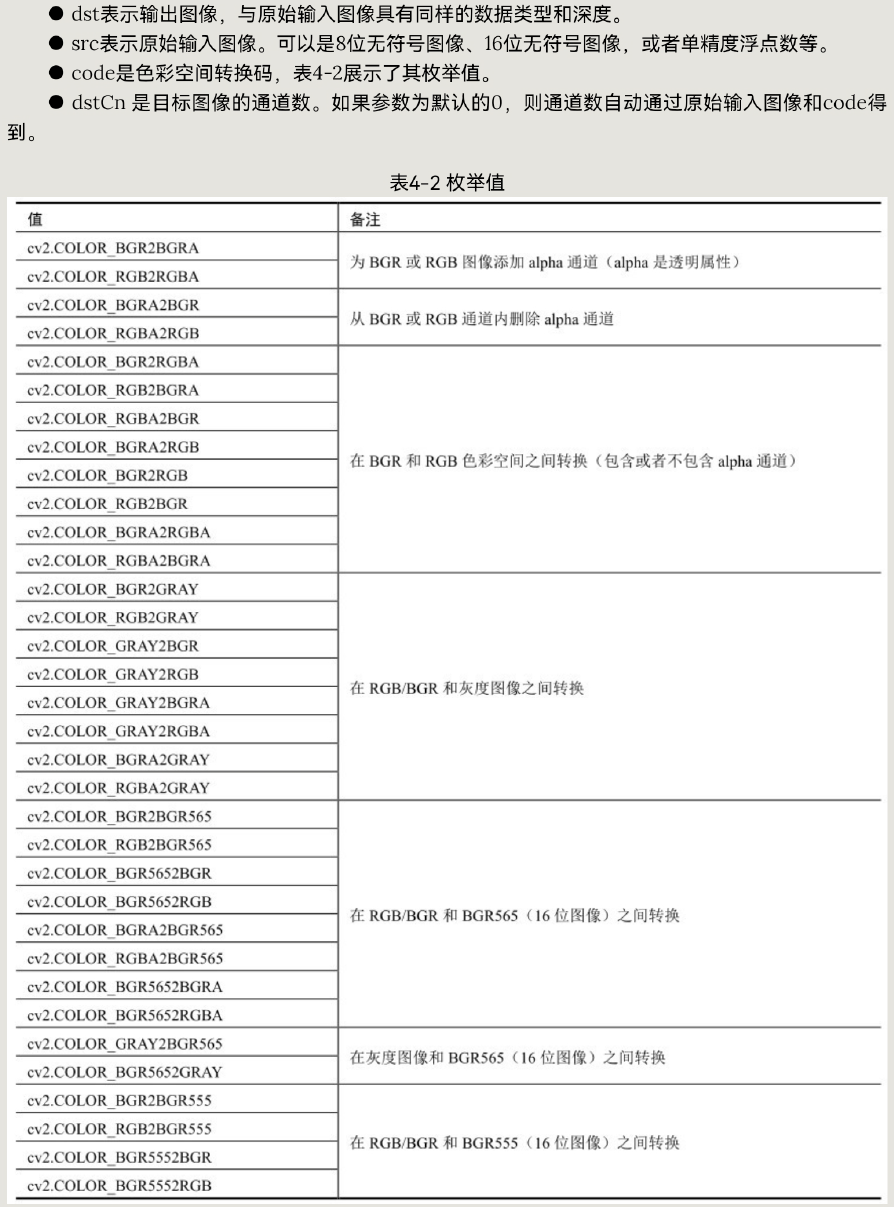 ● dst表示输出图像，与原始输入图像具有同样的数据类型和深度。
● src表示原始输入图像。可以是8位无符号图像、16位无符号图像，或者单精度浮点数等。
● code是色彩空间转换码，表4-2展示了其枚举值。
● dstCn 是目标图像的通道数。如果参数为默认的0，则通道数自动通过原始输入图像和code得
到。
表4-2 枚举值
值 备注
cv2.COLOR_BGR2BGRA
cv2.COLOR_RGB2RGBA
为 BGR 或 RGB 图像添加 alpha 通道（alpha 是透明属性）
cv2.COLOR_BGRA2BGR
cv2.COLOR_RGBA2RGB
从 BGR 或 RGB 通道内删除 alpha 通道
cv2.COLOR_BGR2RGBA
cv2.COLOR_RGB2BGRA
cv2.COLOR_RGBA2BGR
cv2.COLOR_BGRA2RGB
cv2.COLOR_BGR2RGB
cv2.COLOR_RGB2BGR
cv2.COLOR_BGRA2RGBA
cv2.COLOR_RGBA2BGRA
在 BGR 和 RGB 色彩空间之间转换（包含或者不包含 alpha 通道）
cv2.COLOR_BGR2GRAY
cv2.COLOR_RGB2GRAY
cv2.COLOR_GRAY2BGR
cv2.COLOR_GRAY2RGB
cv2.COLOR_GRAY2BGRA
cv2.COLOR_GRAY2RGBA
cv2.COLOR_BGRA2GRAY
cv2.COLOR_RGBA2GRAY
在 RGB/BGR 和灰度图像之间转换
cv2.COLOR_BGR2BGR565
cv2.COLOR_RGB2BGR565
cv2.COLOR_BGR5652BGR
cv2.COLOR_BGR5652RGB
cv2.COLOR_BGRA2BGR565
cv2.COLOR_RGBA2BGR565
cv2.COLOR_BGR5652BGRA
cv2.COLOR_BGR5652RGBA
在 RGB/BGR 和 BGR565（16 位图像）之间转换
cv2.COLOR_GRAY2BGR565
cv2.COLOR_BGR5652GRAY
在灰度图像和 BGR565（16 位图像）之间转换
cv2.COLOR_BGR2BGR555
cv2.COLOR_RGB2BGR555
cv2.COLOR_BGR5552BGR
cv2.COLOR_BGR5552RGB
在 RGB/BGR 和 BGR555（16 位图像）之间转换